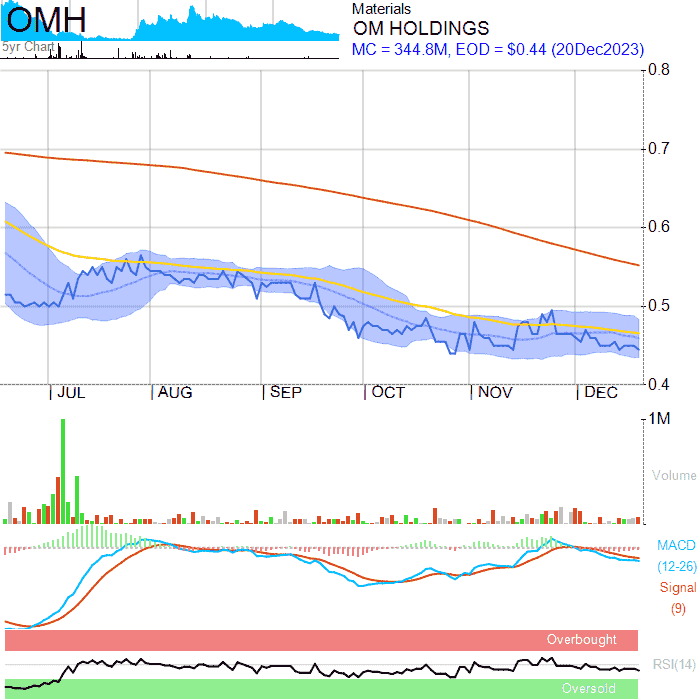 OMH
5yr Chart
Materials
OM HOLDINGS
MC = 344.8M, EOD = $0.44 (20Dec2023)
0.8
0.7
0.6
0.5
0.4
JUL AUG SEP OCT NOV DEC
1M
Volume
MACD
(12-26)
Signal
(9)
Overbought
RSI(14)
Oversold